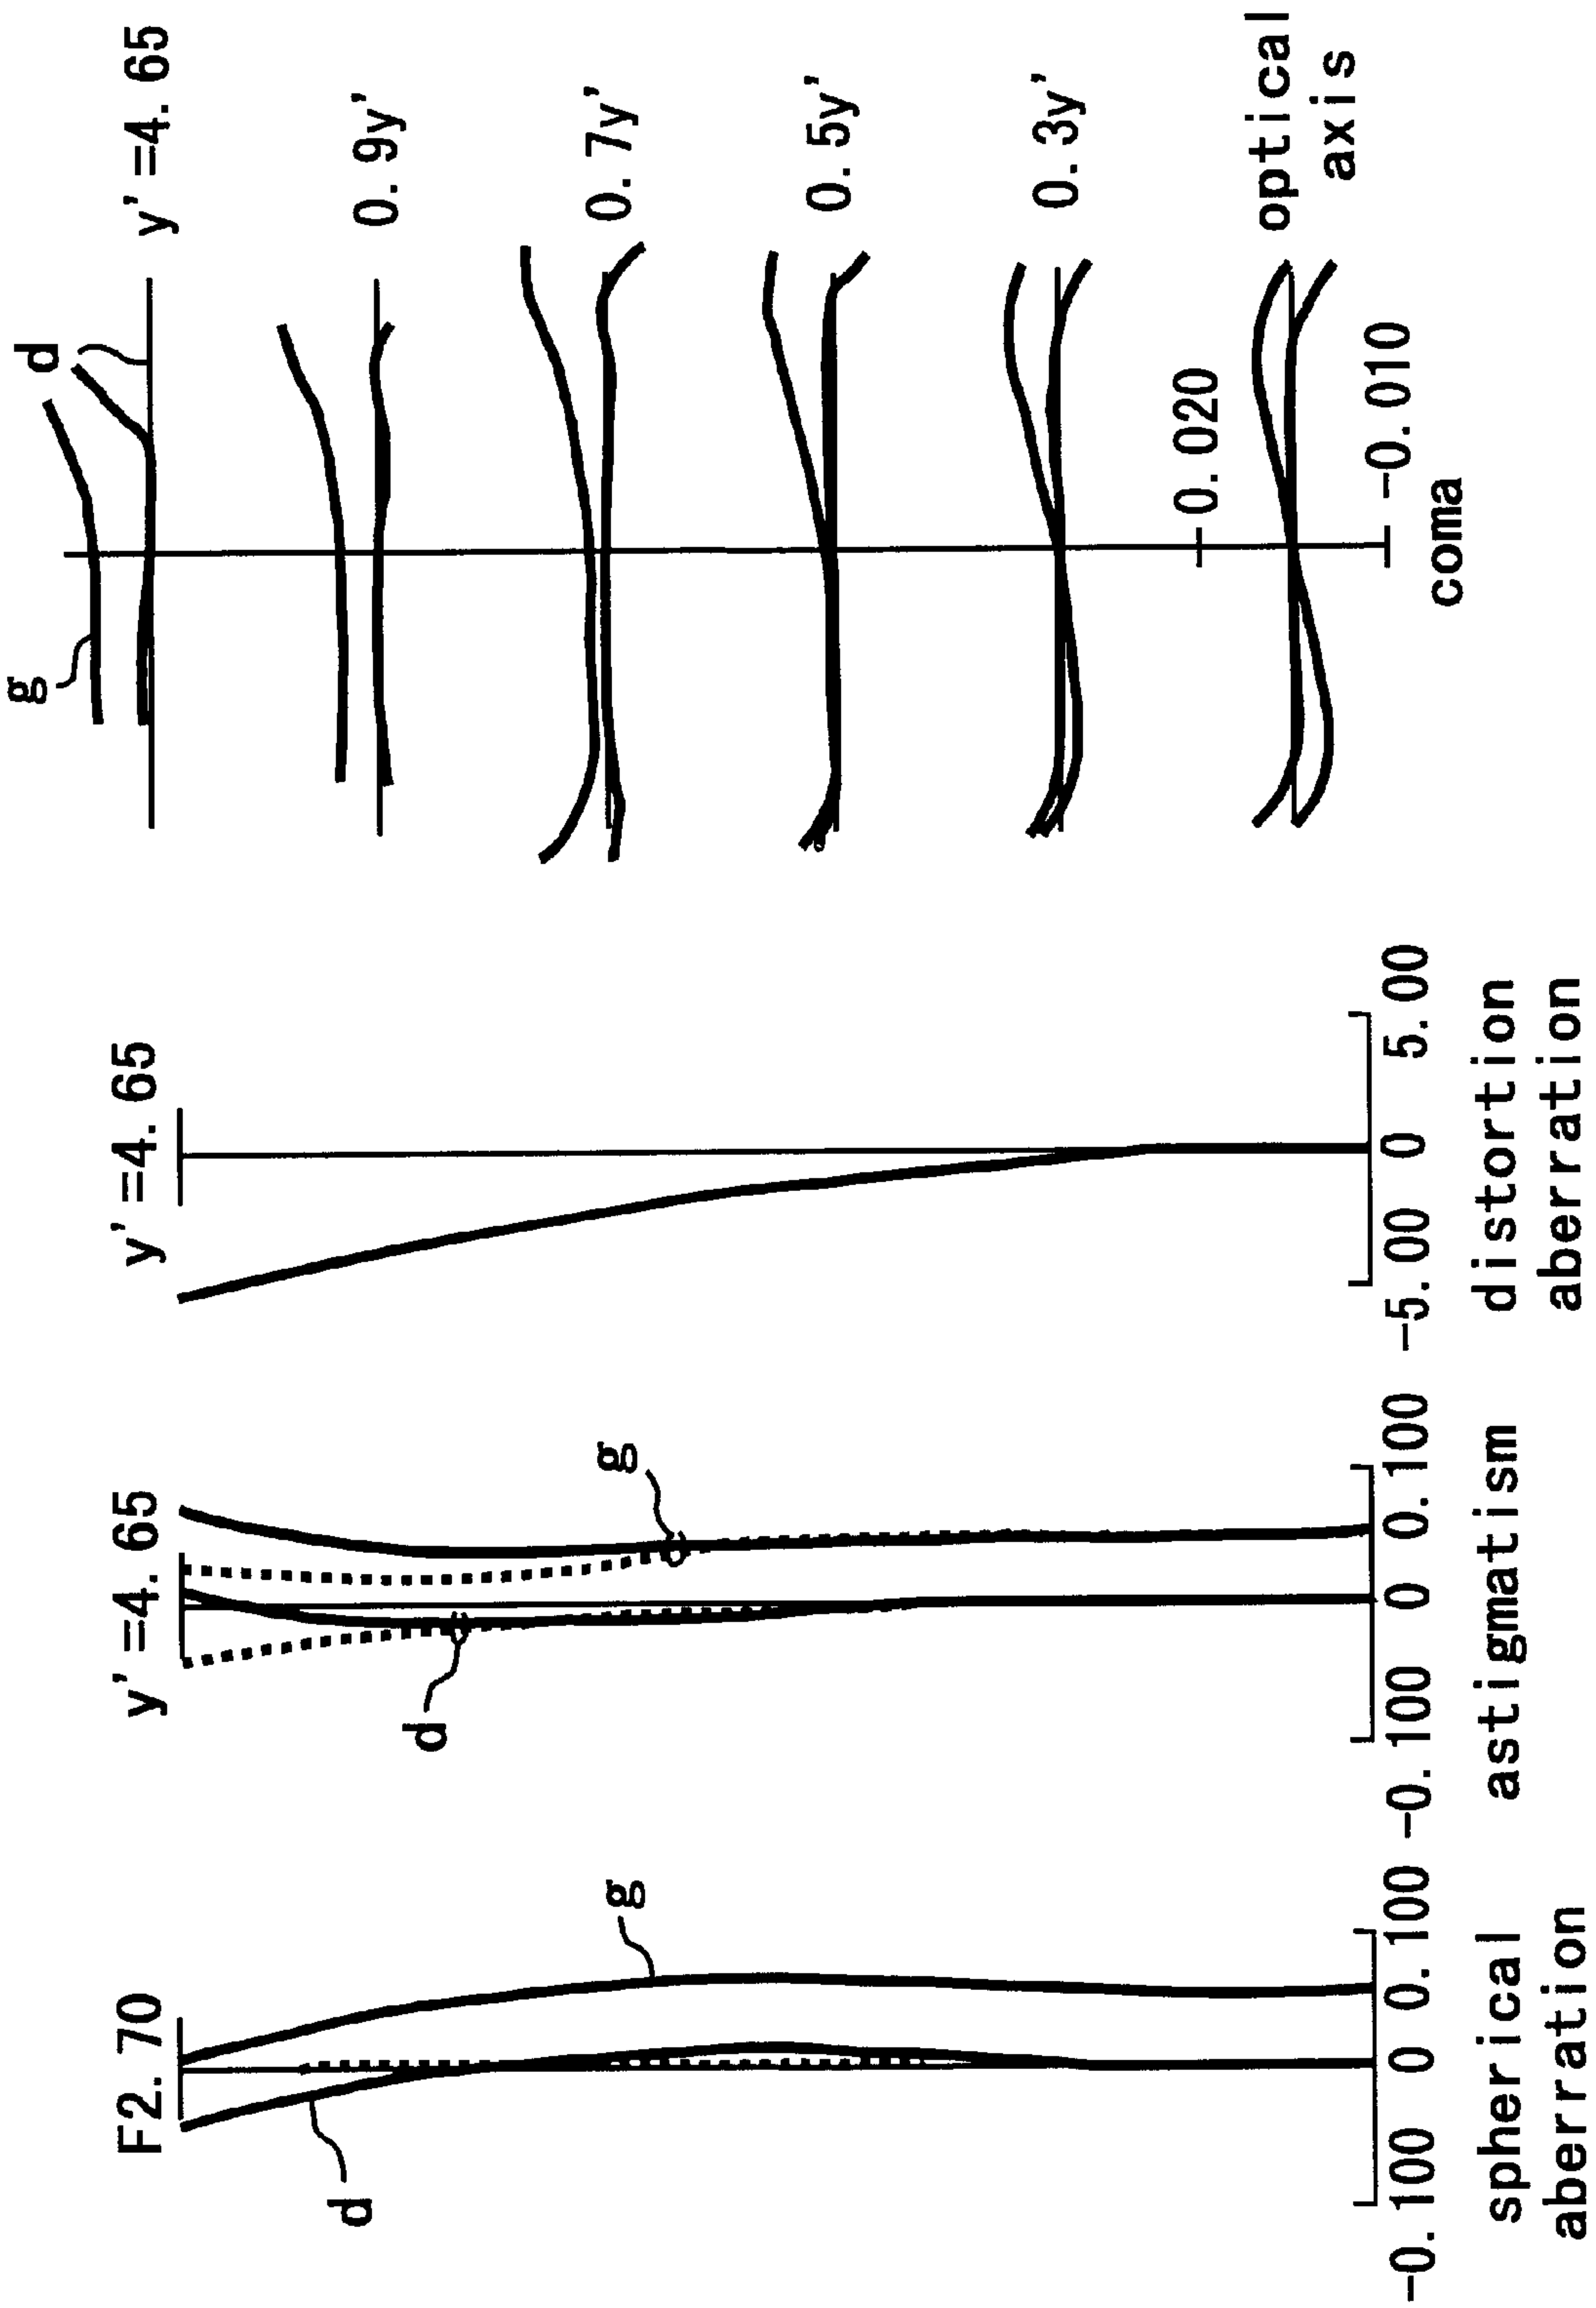 F2.70
d
g
-0.100 0 0.100
spherical
aberration
y'=4.65
g
d
-0.100 0 0.100
astigmatism
y'=4.65
-5.00 0 5.00
distortion
aberration
g
d
y'=4.65
0.9y'
0.7y'
0.5y'
0.3y'
0.020
optical
axis
-0.010
coma